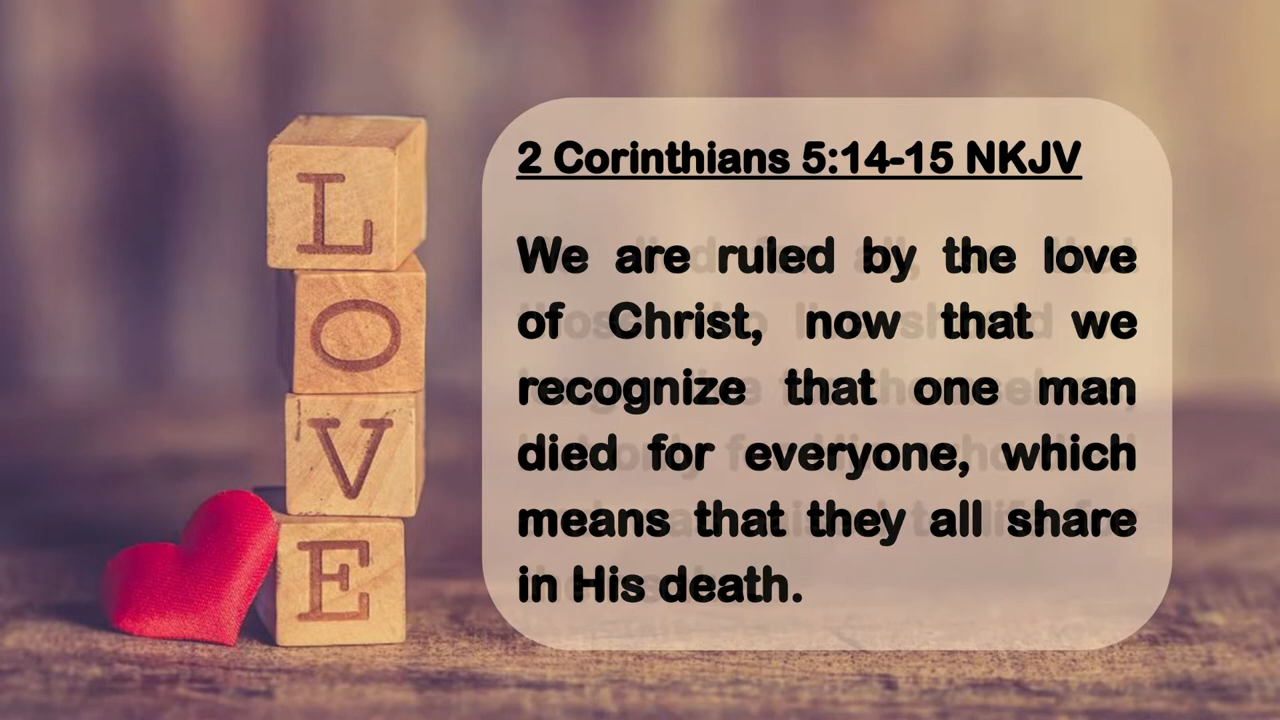 L
O
V
E
2 Corinthians 5:14-15 NKJV
We are ruled by the love
of Christ, now that we
recognize that one man
died for everyone, which
means that they all share
in His death.